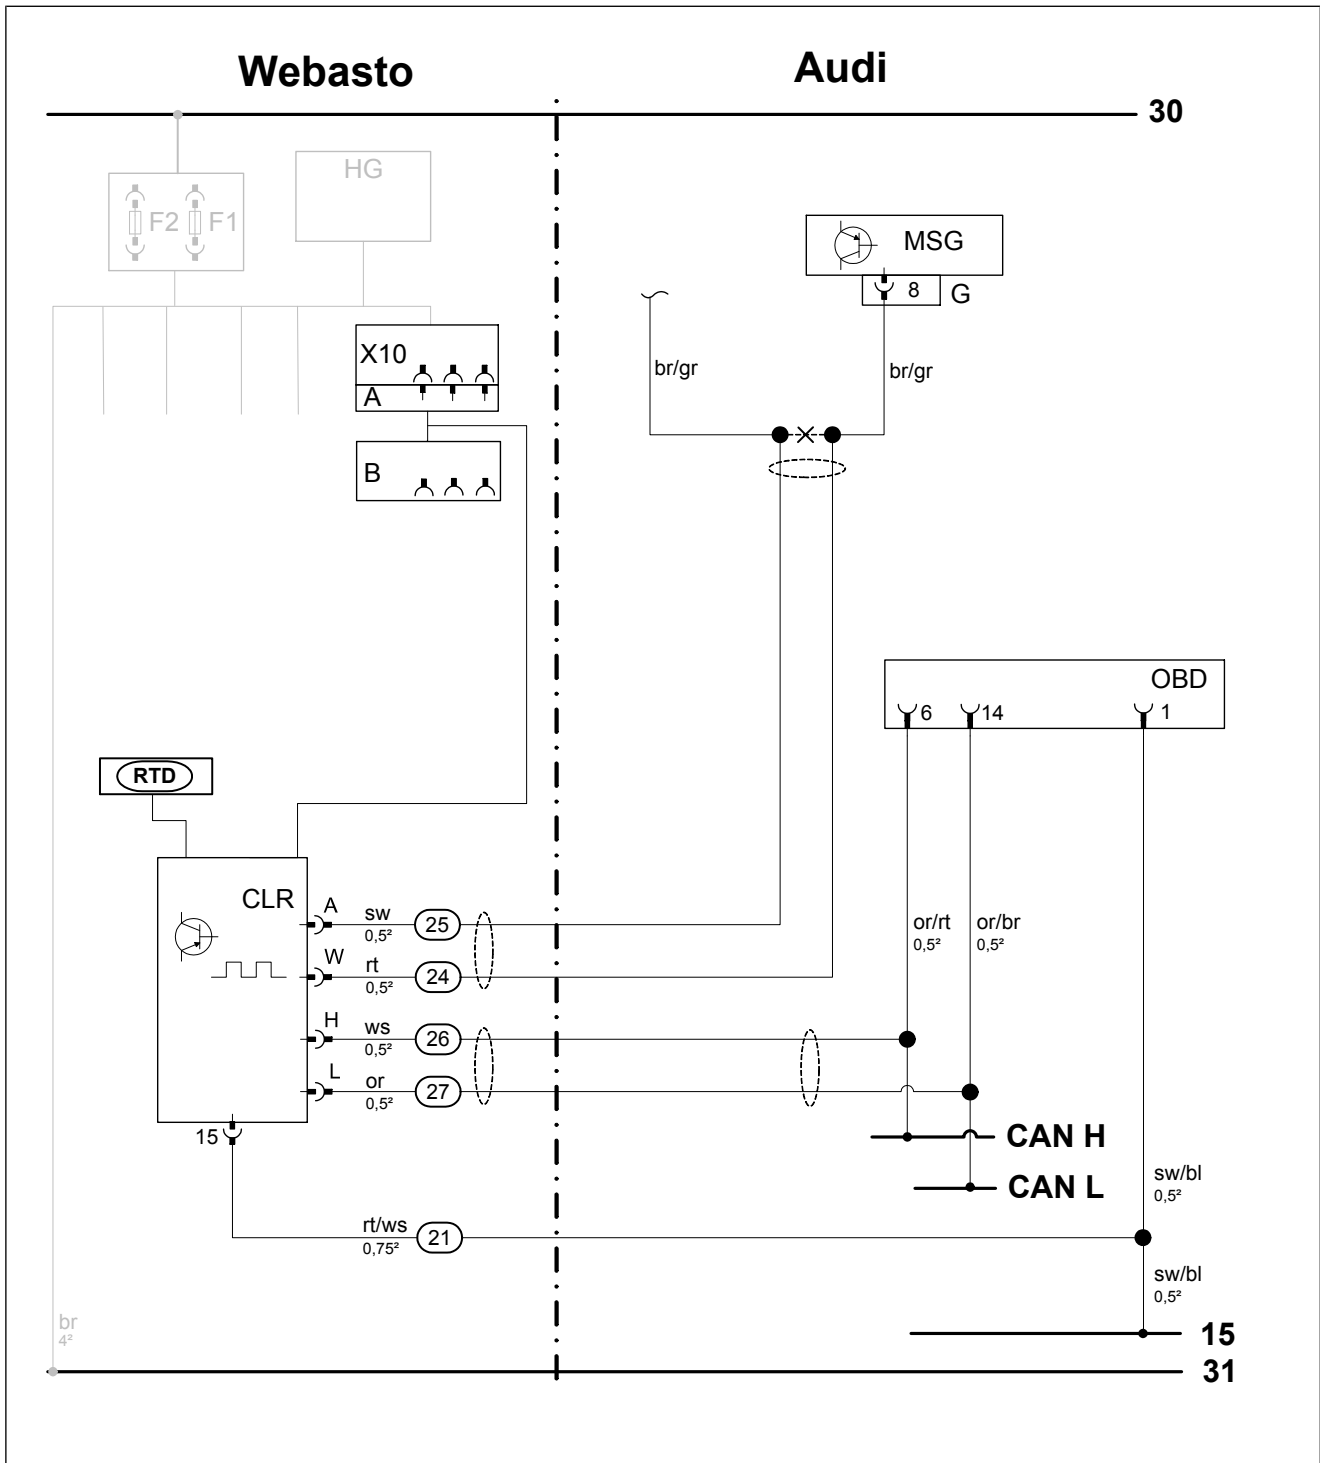 Webasto
Audi
30
HG
F2
F1
MSG
8
G
X10
A
br/gr
br/gr
B
OBD
6
14
1
RTD
CLR
A
sw
0,5²
25
or/rt
0,5²
or/br
0,5²
W
rt
0,5²
24
H
ws
0,5²
26
L
or
0,5²
27
15
CAN H
CAN L
sw/bl
0,5²
rt/ws
0,75²
21
sw/bl
0,5²
br
4²
15
31